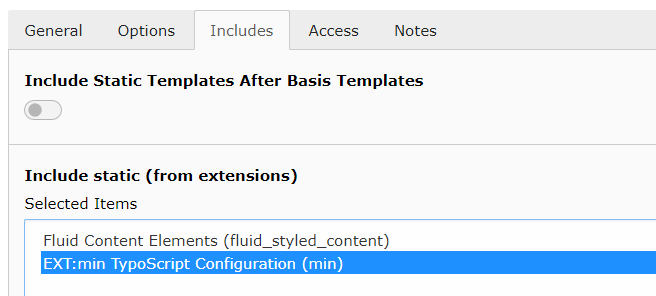 General Options Includes Access Notes
Include Static Templates After Basis Templates
Include static (from extensions)
Selected Items
Fluid Content Elements (fluid_styled_content)
EXT:min TypoScript Configuration (min)